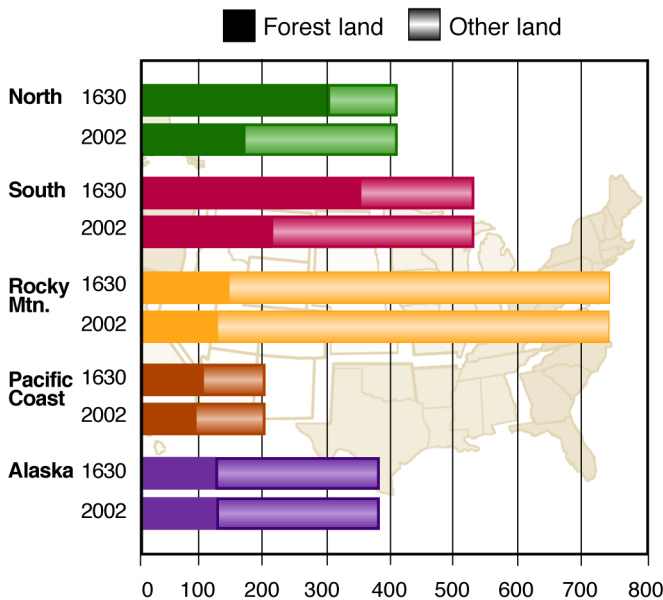 Forest land Other land
North 1630
2002
South 1630
2002
Rocky Mtn. 1630
2002
Pacific Coast 1630
2002
Alaska 1630
2002
0 100 200 300 400 500 600 700 800